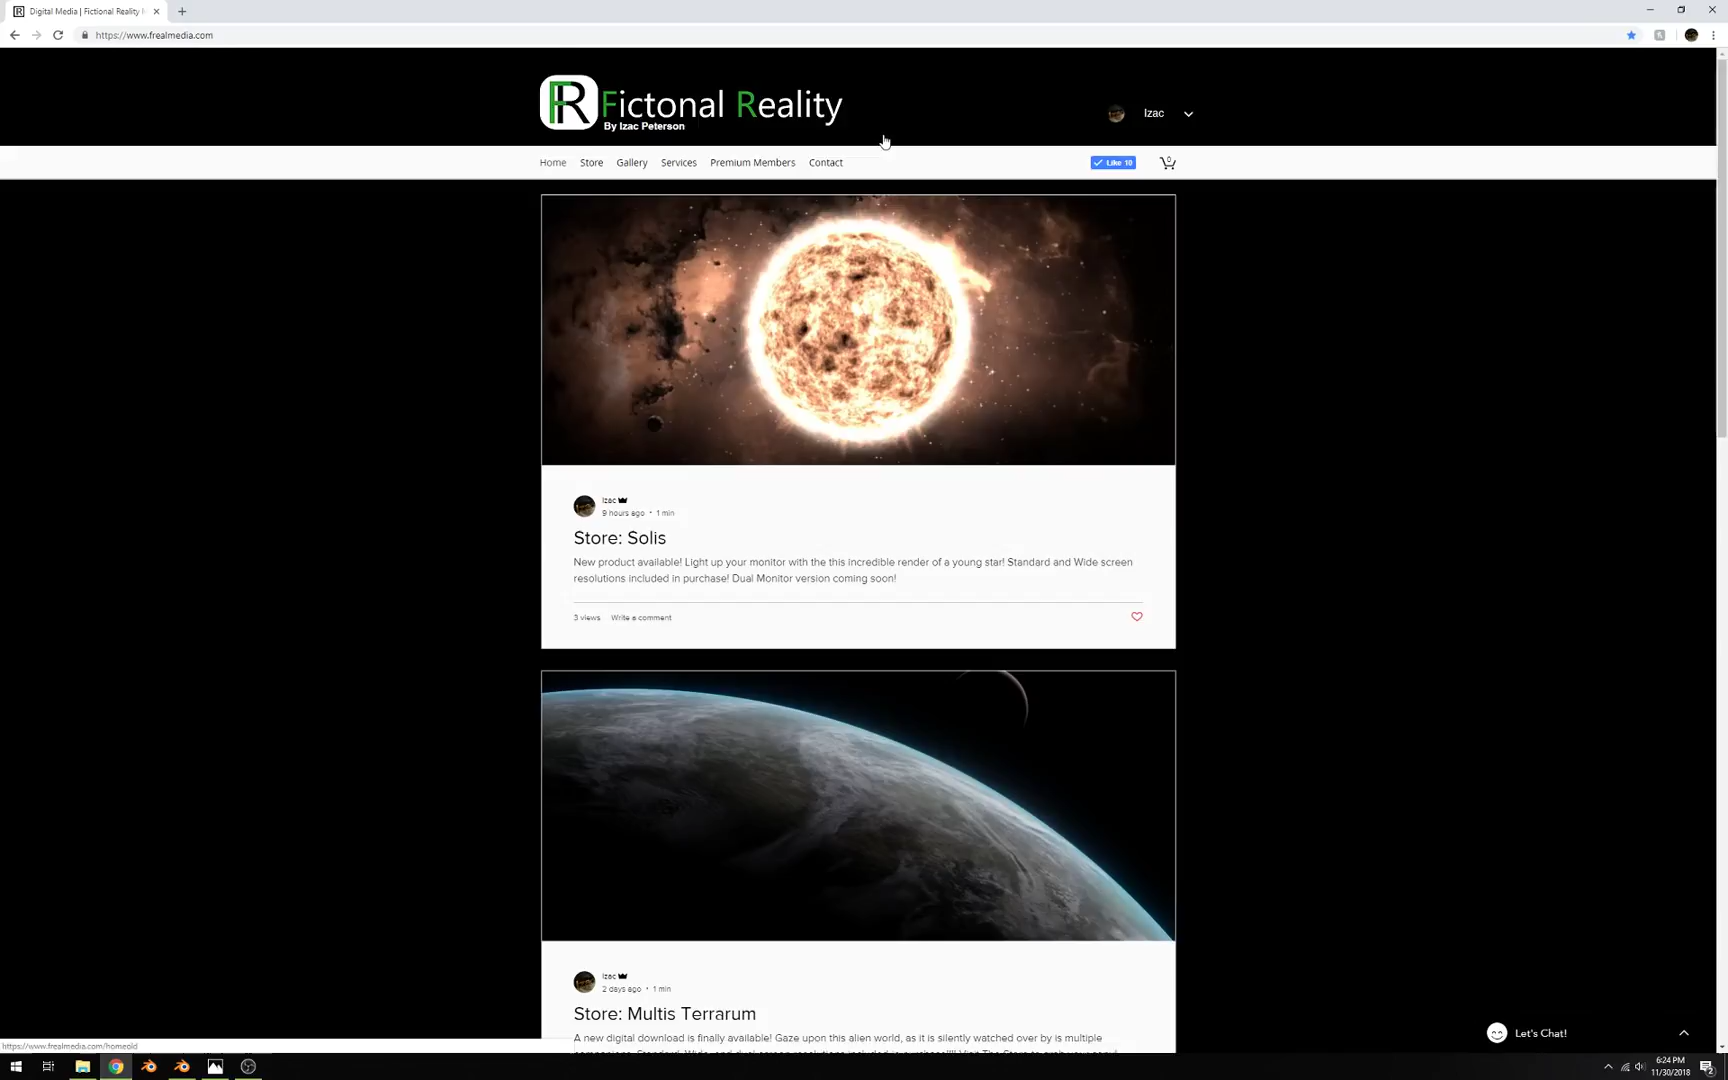 Digital Media | Fictional Reality
https://www.frealmedia.com
FR Fictonal Reality
By Izac Peterson
Izac
Home Store Gallery Services Premium Members Contact
Like 10
0
Izac
9 hours ago • 1 min
Store: Solis
New product available! Light up your monitor with the this incredible render of a young star! Standard and Wide screen
resolutions included in purchase! Dual Monitor version coming soon!
3 views Write a comment
Izac
2 days ago • 1 min
Store: Multis Terrarum
A new digital download is finally available! Gaze upon this alien world, as it is silently watched over by is multiple
Let's Chat!
https://www.frealmedia.com/homeold
6:24 PM
11/30/2018
2